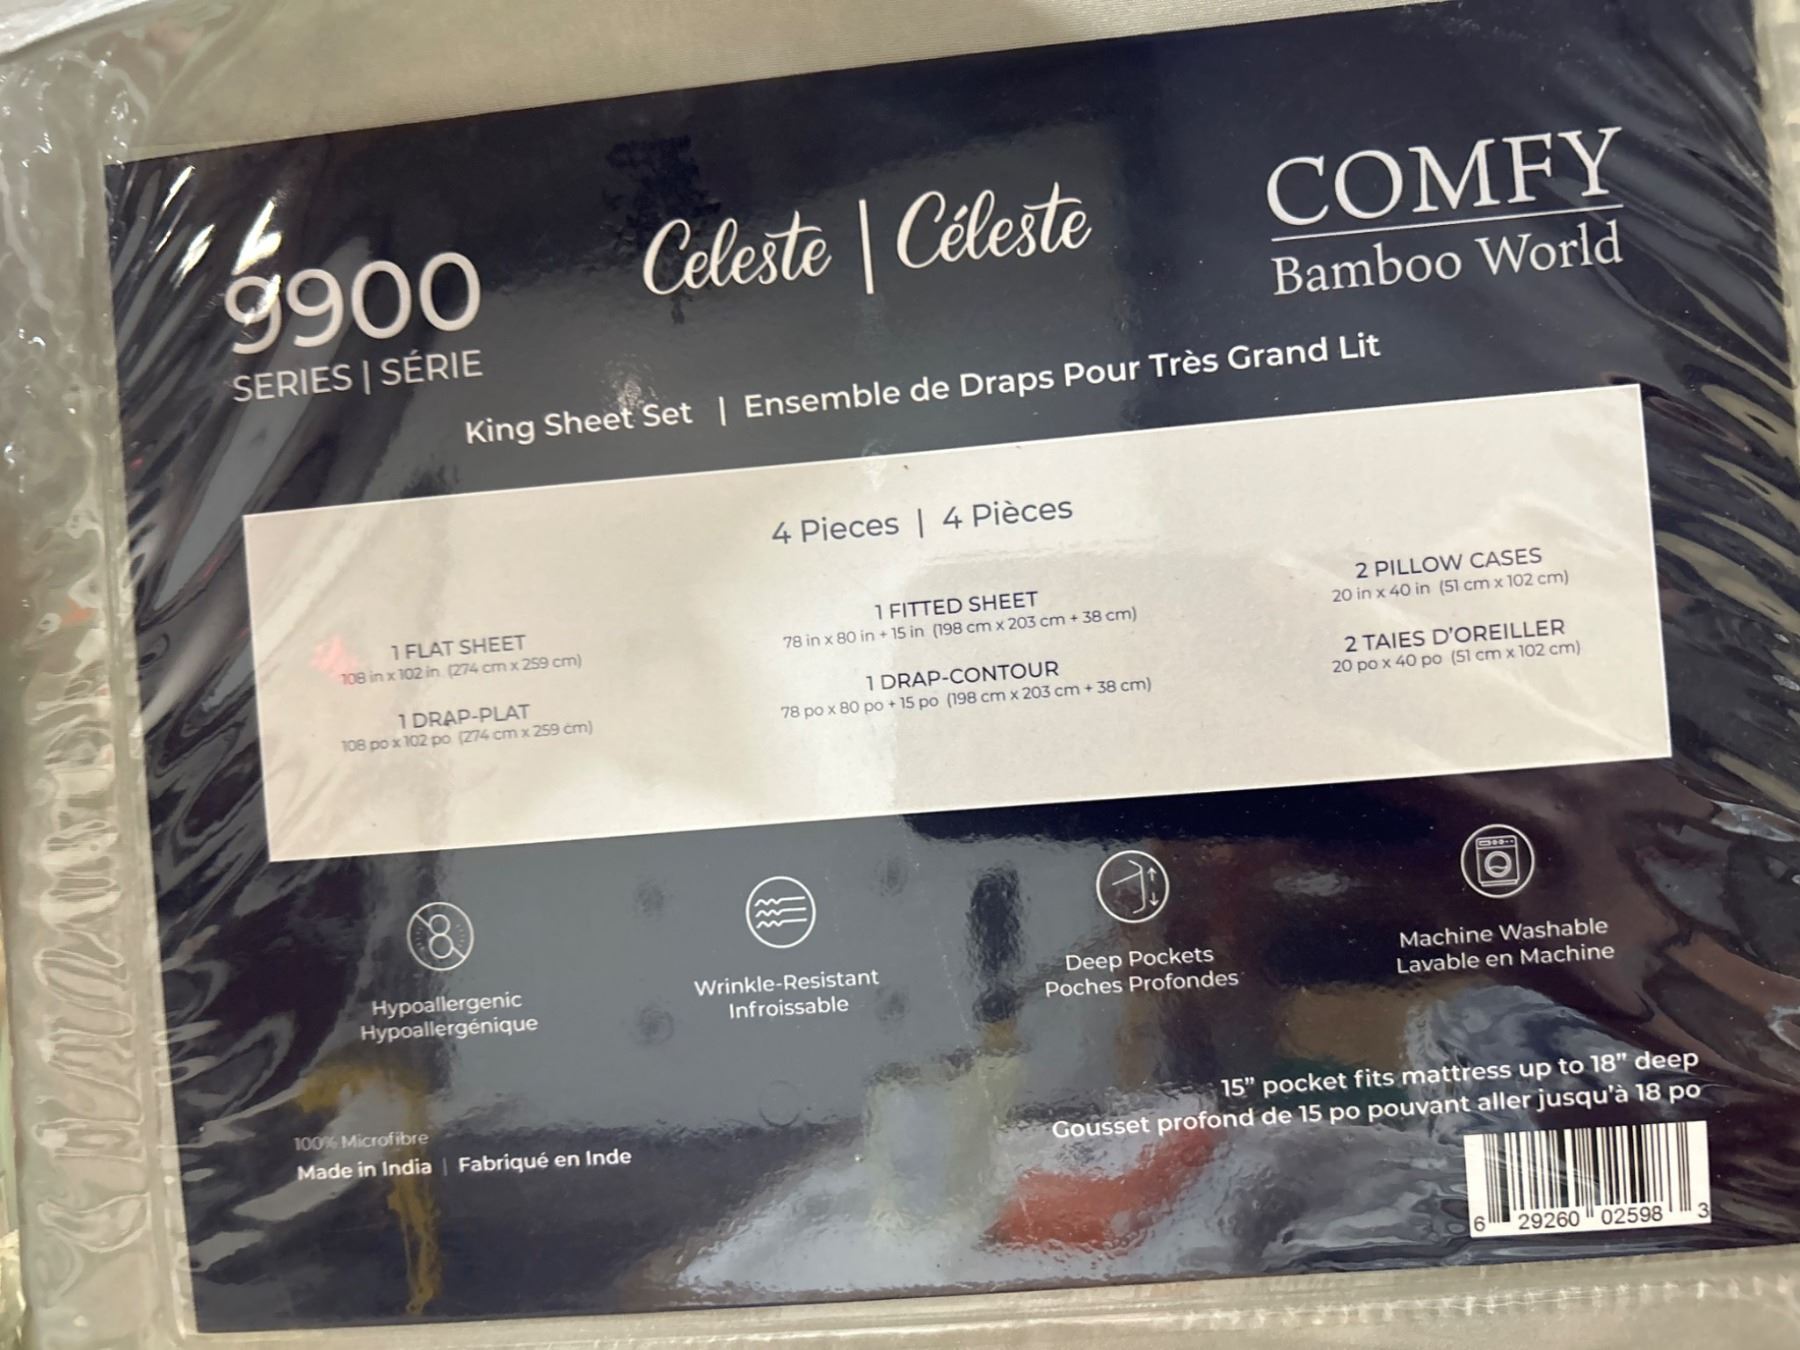 9900
SERIES | SÉRIE
Celeste | Céleste
COMFY
Bamboo World
King Sheet Set | Ensemble de Draps Pour Très Grand Lit
4 Pieces | 4 Pièces
1 FLAT SHEET
108 in x 102 in (274 cm x 259 cm)
1 DRAP-PLAT
108 po x 102 po (274 cm x 259 cm)
1 FITTED SHEET
78 in x 80 in + 15 in (198 cm x 203 cm + 38 cm)
1 DRAP-CONTOUR
78 po x 80 po + 15 po (198 cm x 203 cm + 38 cm)
2 PILLOW CASES
20 in x 40 in (51 cm x 102 cm)
2 TAIES D'OREILLER
20 po x 40 po (51 cm x 102 cm)
Hypoallergenic
Hypoallergénique
Wrinkle-Resistant
Infroissable
Deep Pockets
Poches Profondes
Machine Washable
Lavable en Machine
15" pocket fits mattress up to 18" deep
Gousset profond de 15 po pouvant aller jusqu'à 18 po
100% Microfibre
Made in India | Fabriqué en Inde
6 29260 02598 3